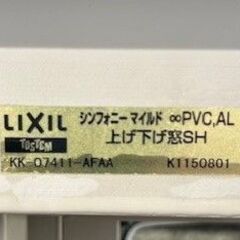 LIXIL シンフォニーマイルド ∞PVC,AL
TOSTEM 上げ下げ窓SH
KK-07411-AFAA K1150801